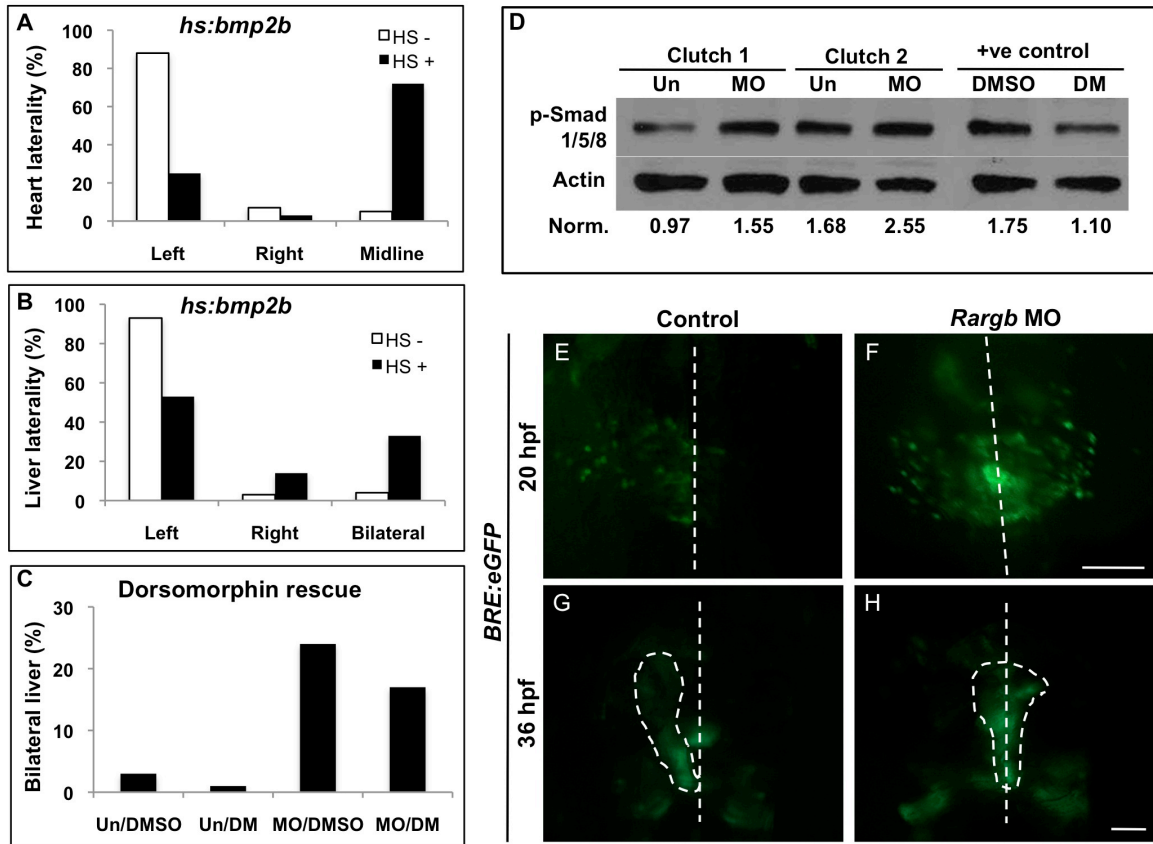 A
hs:bmp2b
HS -
HS +
Heart laterality (%)
100
80
60
40
20
0
Left Right Midline
B
hs:bmp2b
HS -
HS +
Liver laterality (%)
100
80
60
40
20
0
Left Right Bilateral
C
Dorsomorphin rescue
Bilateral liver (%)
30
20
10
0
Un/DMSO Un/DM MO/DMSO MO/DM
D
Clutch 1 Clutch 2 +ve control
Un MO Un MO DMSO DM
p-Smad
1/5/8
Actin
Norm. 0.97 1.55 1.68 2.55 1.75 1.10
Control Rargb MO
BRE:eGFP
20 hpf
E F
36 hpf
G H